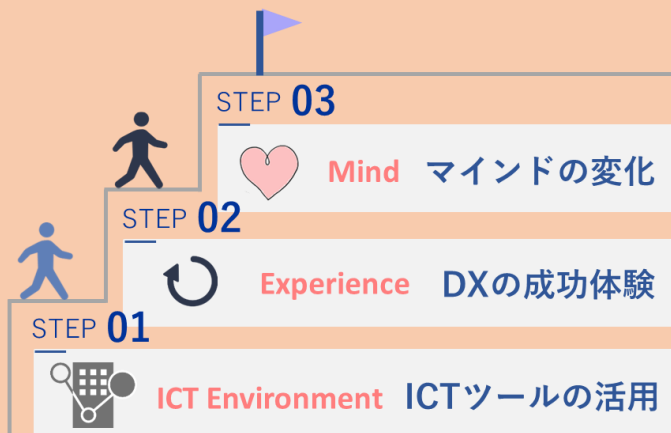 STEP 03
Mind マインドの変化
STEP 02
Experience DXの成功体験
STEP 01
ICT Environment ICTツールの活用